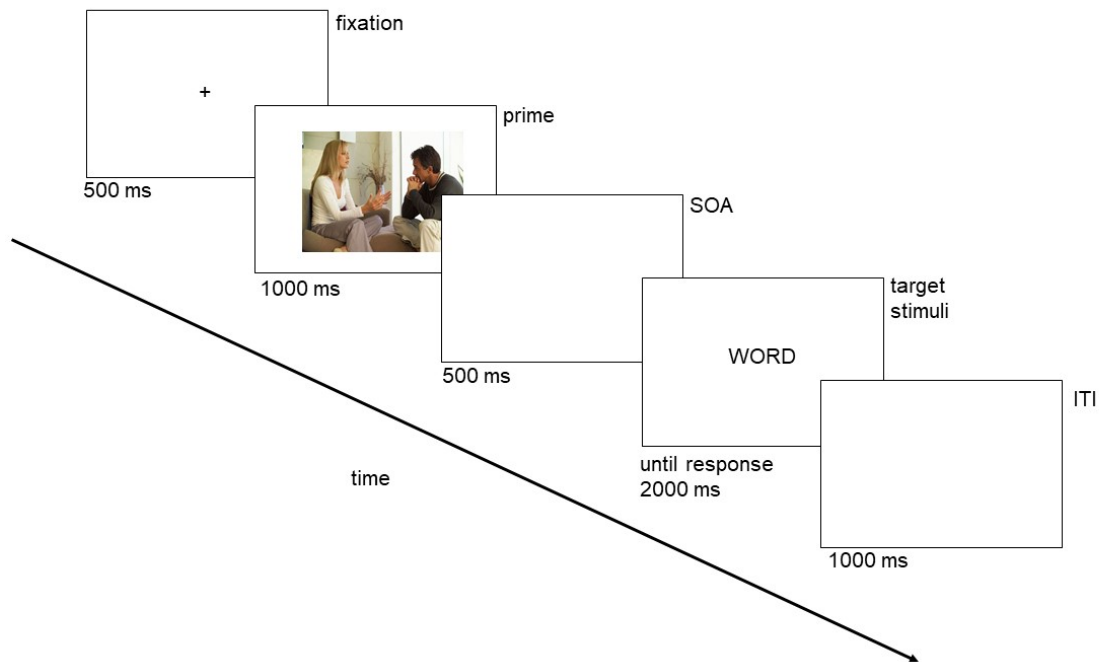 fixation
+
500 ms
prime
1000 ms
SOA
500 ms
target
stimuli
WORD
until response
2000 ms
ITI
1000 ms
time